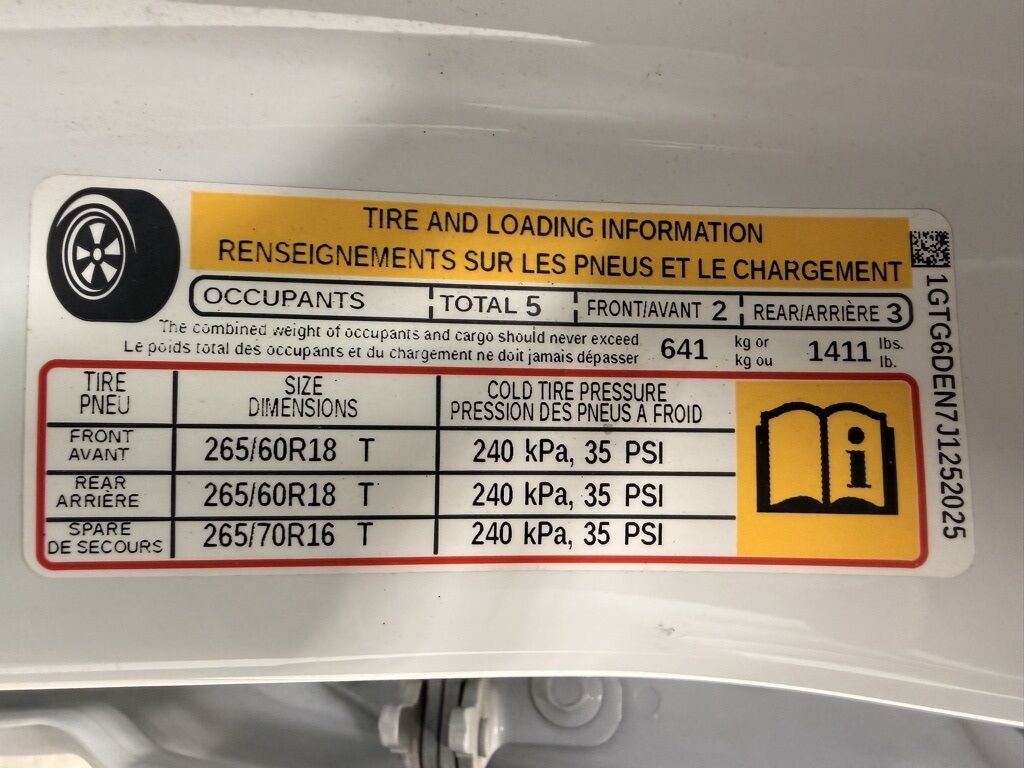 TIRE AND LOADING INFORMATION
RENSEIGNEMENTS SUR LES PNEUS ET LE CHARGEMENT
OCCUPANTS TOTAL 5 FRONT/AVANT 2 REAR/ARRIÈRE 3
The combined weight of occupants and cargo should never exceed 641 kg or 1411 lbs.
Le poids total des occupants et du chargement ne doit jamais dépasser kg ou lb.
TIRE SIZE COLD TIRE PRESSURE
PNEU DIMENSIONS PRESSION DES PNEUS A FROID
FRONT
AVANT 265/60R18 T 240 kPa, 35 PSI
REAR
ARRIÈRE 265/60R18 T 240 kPa, 35 PSI
SPARE
DE SECOURS 265/70R16 T 240 kPa, 35 PSI
1GTG6DEN7J1252025